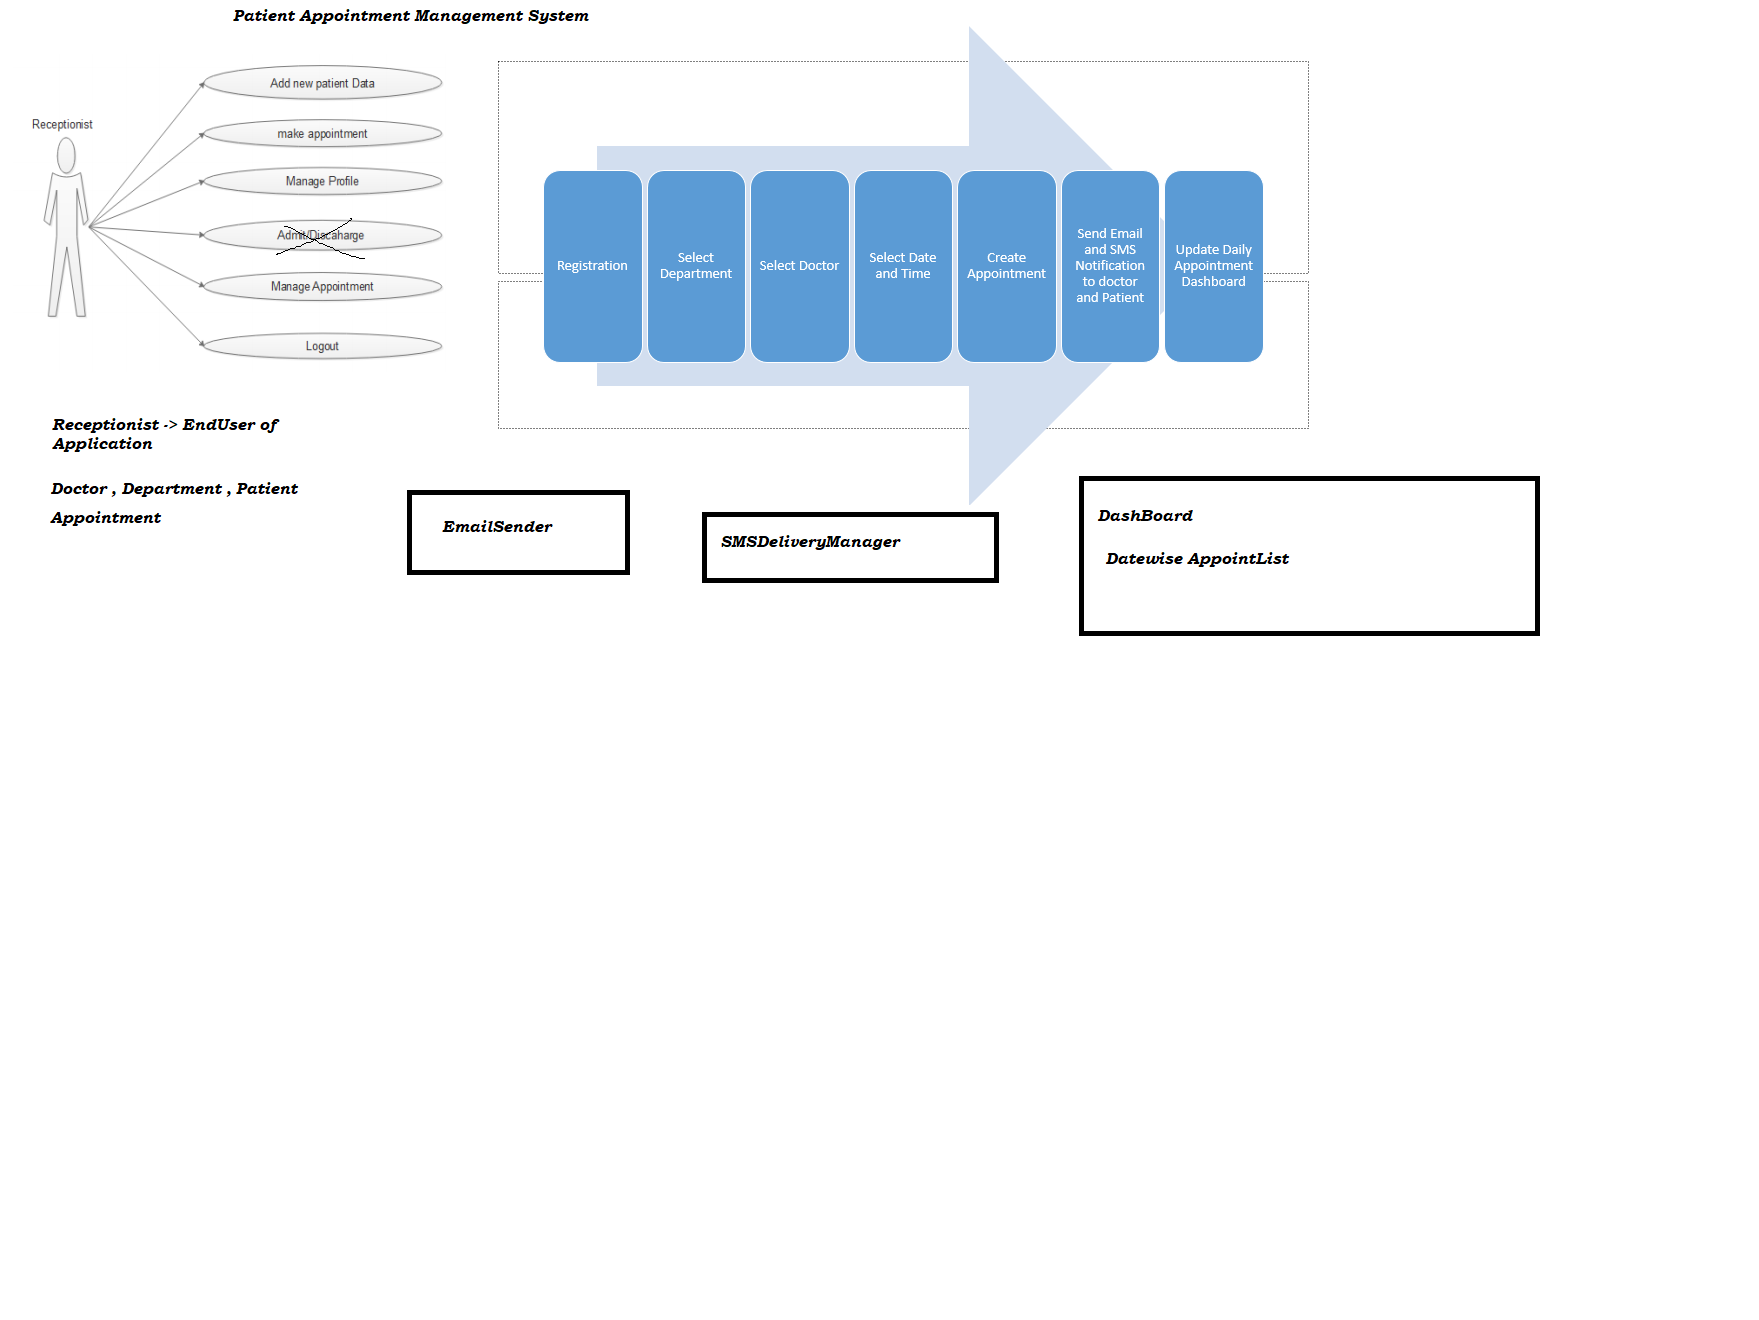 Patient Appointment Management System
Receptionist
Add new patient Data
make appointment
Manage Profile
Admit/Discaharge
Manage Appointment
Logout
Registration
Select
Department
Select Doctor
Select Date
and Time
Create
Appointment
Send Email
and SMS
Notification
to doctor
and Patient
Update Daily
Appointment
Dashboard
Receptionist -> EndUser of
Application
Doctor , Department , Patient
Appointment
EmailSender
SMSDeliveryManager
DashBoard
Datewise AppointList